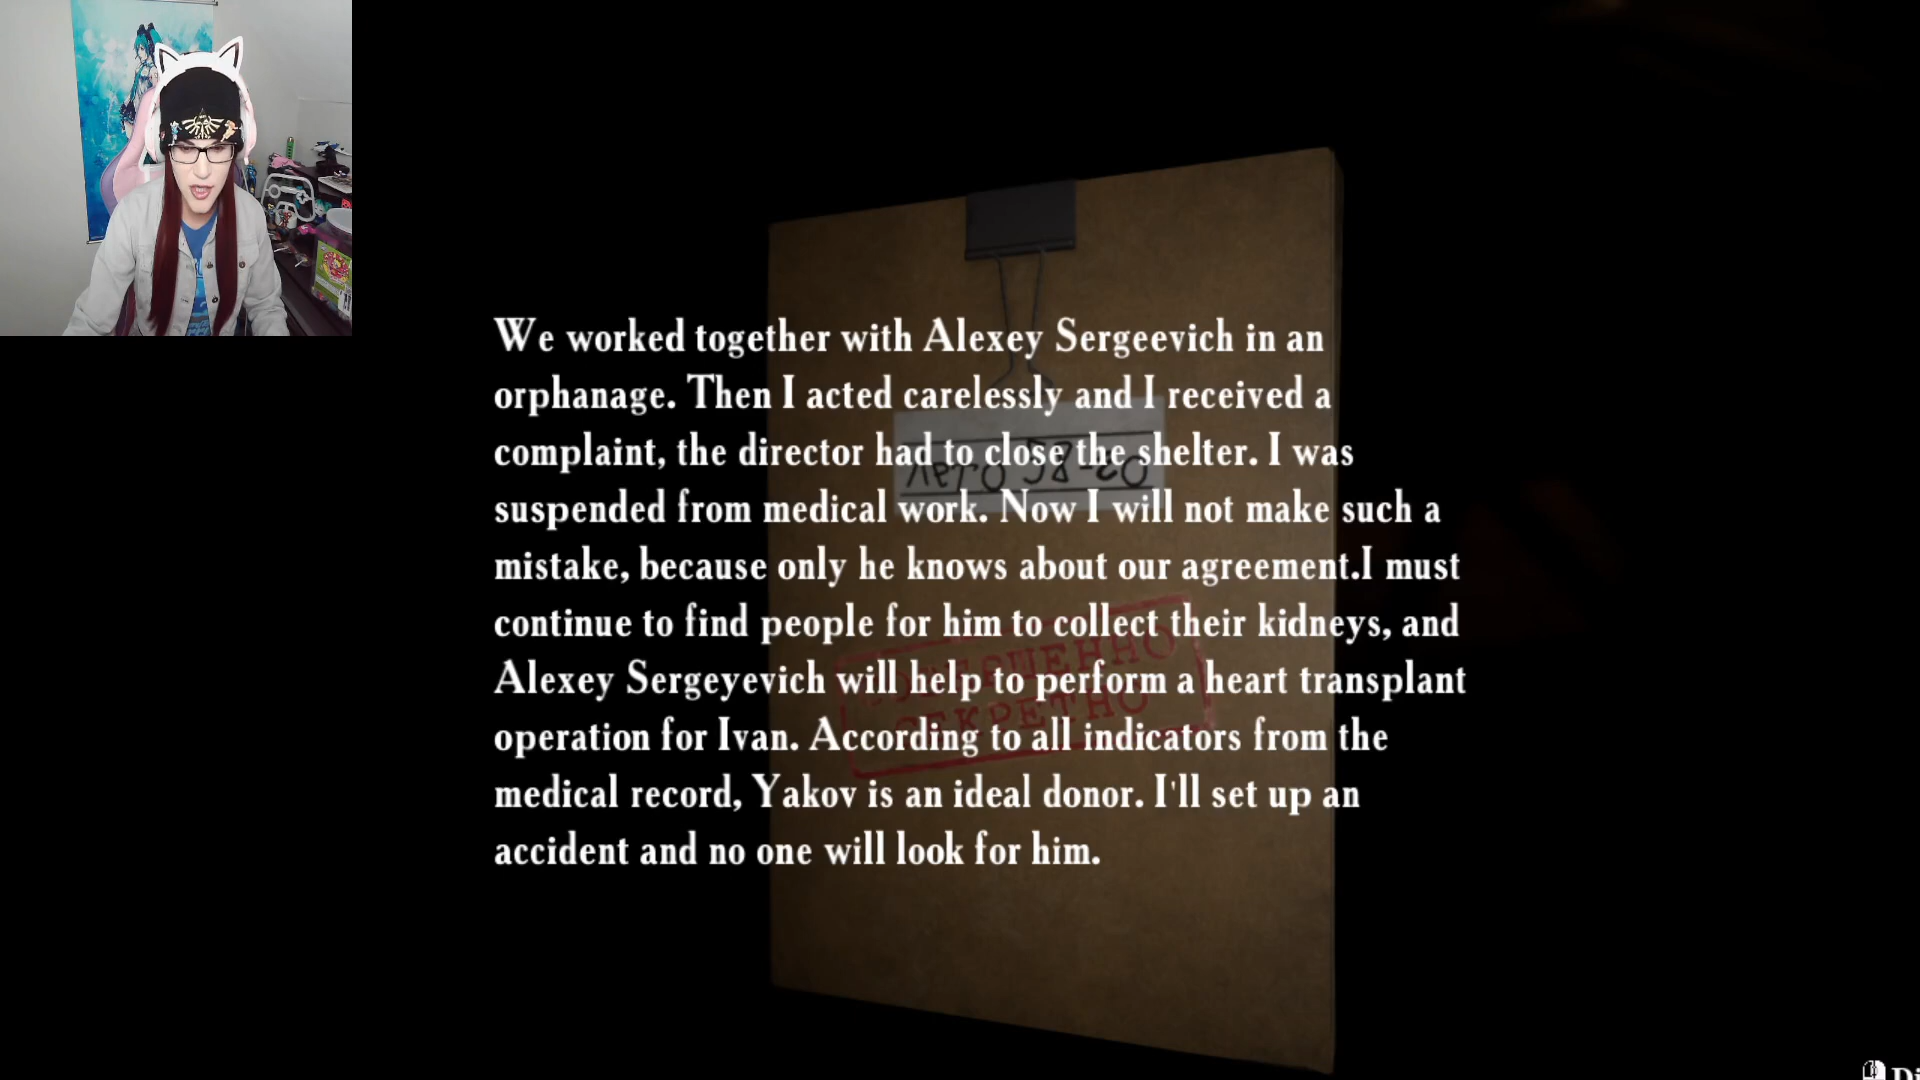 We worked together with Alexey Sergeevich in an
orphanage. Then I acted carelessly and I received a
complaint, the director had to close the shelter. I was
suspended from medical work. Now I will not make such a
mistake, because only he knows about our agreement.I must
continue to find people for him to collect their kidneys, and
Alexey Sergeyevich will help to perform a heart transplant
operation for Ivan. According to all indicators from the
medical record, Yakov is an ideal donor. I'll set up an
accident and no one will look for him.
СОВЕРШЕННО
СЕКРЕТНО